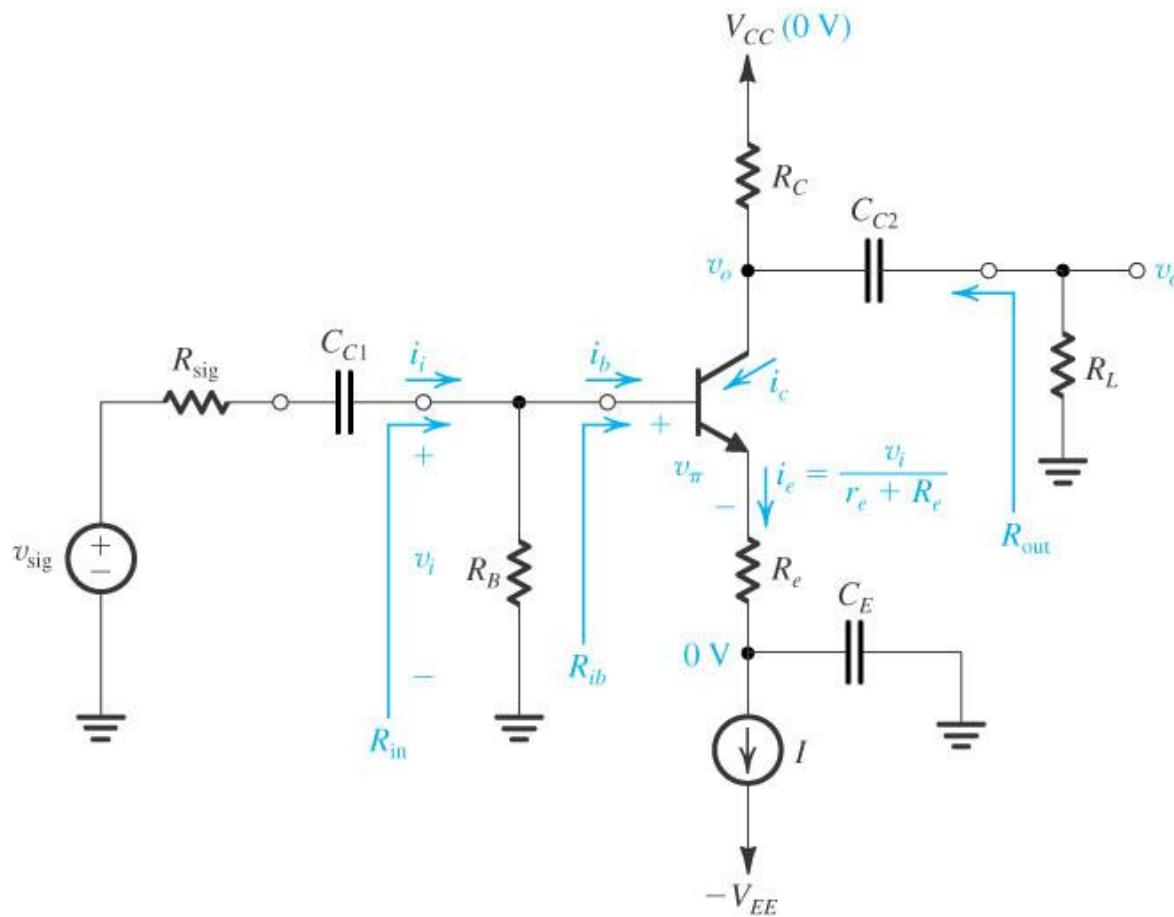 V_CC (0 V)
R_C
C_C2
v_o
R_sig
C_C1
i_i
i_b
i_c
R_L
+
+
v_π
−
i_e = v_i / (r_e + R_e)
R_out
v_sig
+
−
v_i
R_B
R_e
C_E
−
R_ib
0 V
R_in
I
−V_EE